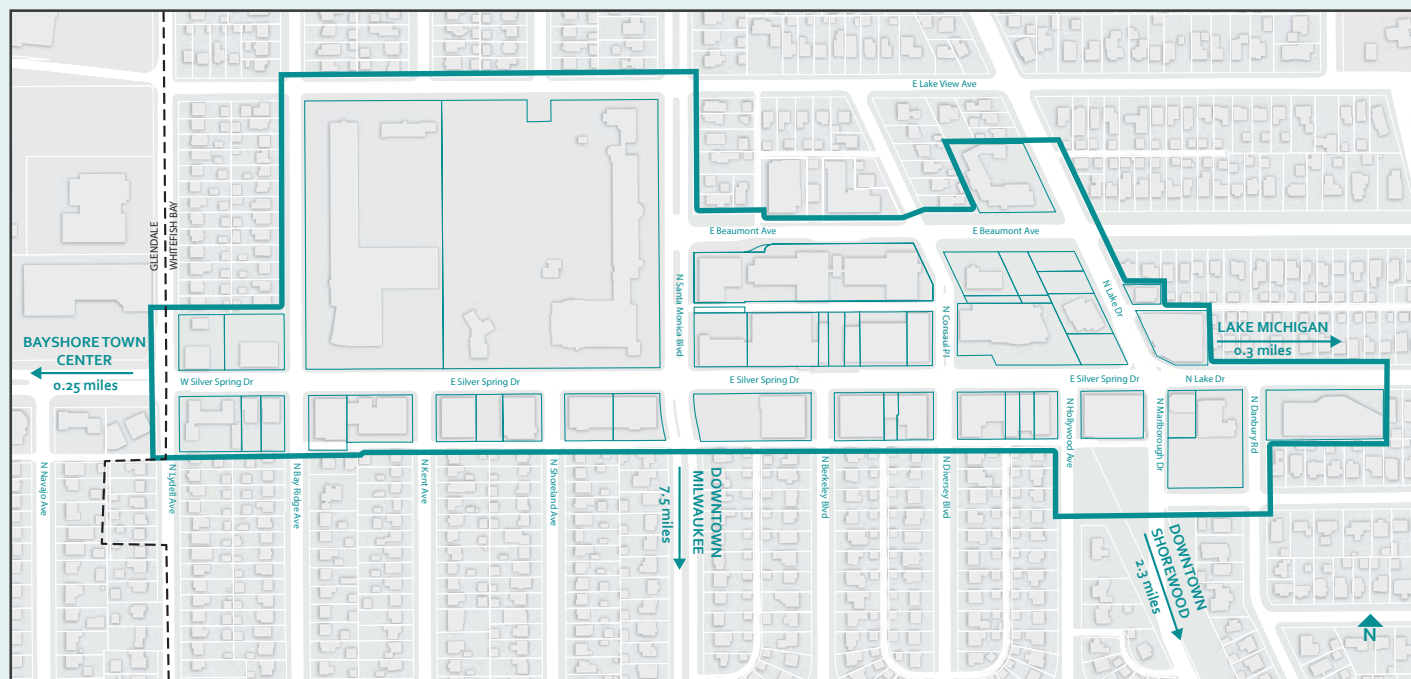 E Lake View Ave
GLENDALE
WHITEFISH BAY
E Beaumont Ave
E Beaumont Ave
N Santa Monica Blvd
N Consaul Pl
N Lake Dr
BAYSHORE TOWN
CENTER
0.25 miles
LAKE MICHIGAN
0.3 miles
W Silver Spring Dr
E Silver Spring Dr
E Silver Spring Dr
E Silver Spring Dr
N Lake Dr
N Navajo Ave
N Lydell Ave
N Bay Ridge Ave
N Kent Ave
N Shoreland Ave
DOWNTOWN
MILWAUKEE
7.5 miles
N Berkeley Blvd
N Diversey Blvd
N Hollywood Ave
N Marlborough Dr
N Danbury Rd
DOWNTOWN
SHOREWOOD
2.3 miles
N